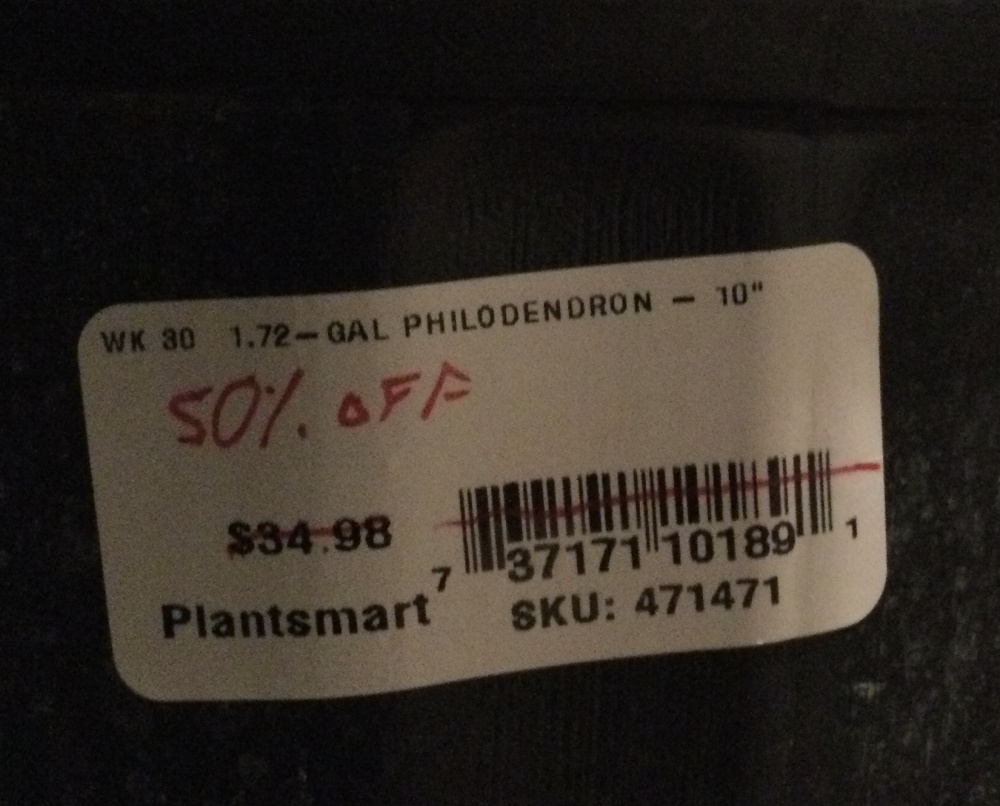 WK 30 1.72-GAL PHILODENDRON - 10"
50% OFF
$34.98
7 37171 10189 1
Plantsmart
SKU: 471471